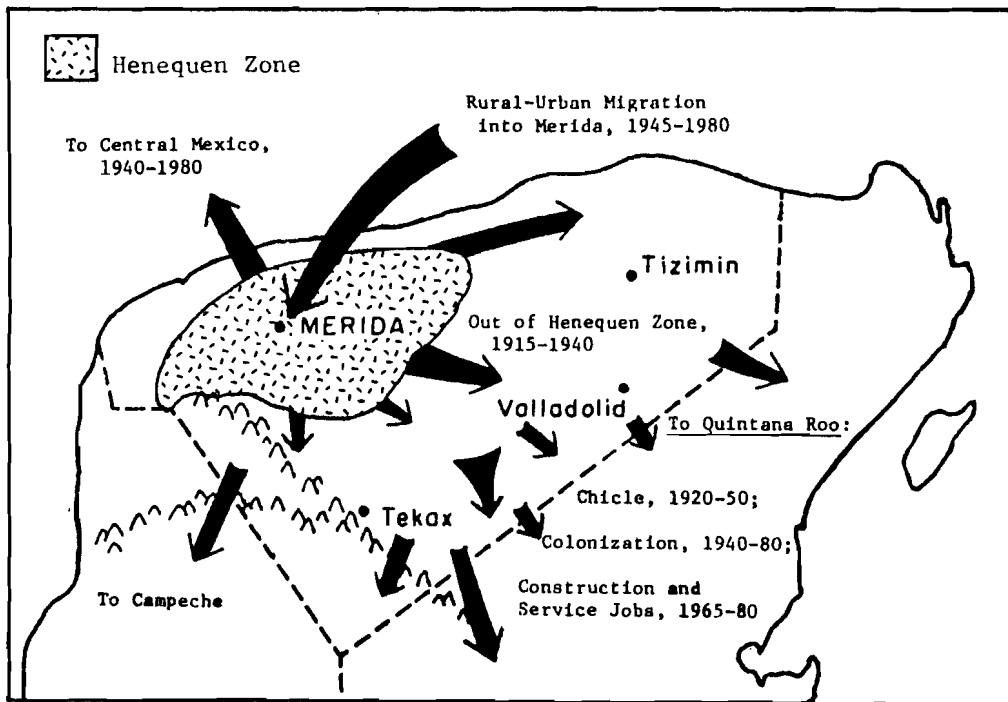 Henequen Zone
Rural-Urban Migration
into Merida, 1945-1980
To Central Mexico,
1940-1980
Tizimin
MERIDA
Out of Henequen Zone,
1915-1940
Valladolid
To Quintana Roo:
Chicle, 1920-50;
Tekax
Colonization, 1940-80;
To Campeche
Construction and
Service Jobs, 1965-80